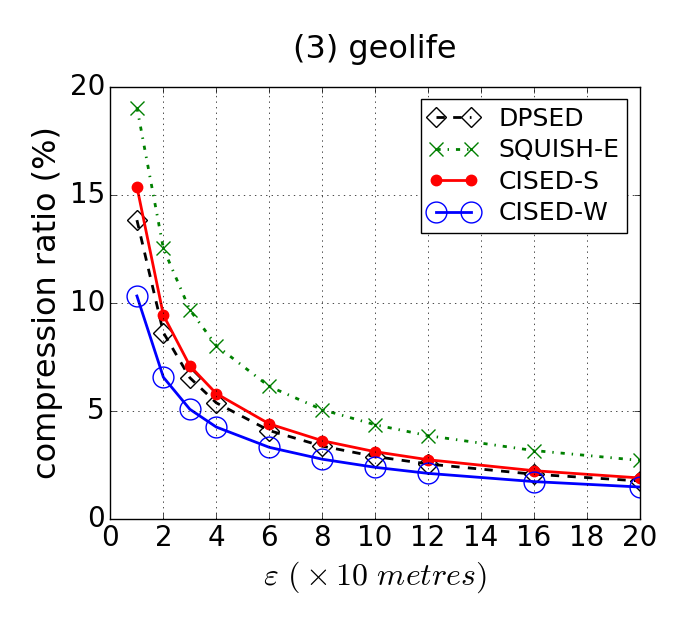 (3) geolife
compression ratio (%)
20
15
10
5
0
DPSED
SQUISH-E
CISED-S
CISED-W
0 2 4 6 8 10 12 14 16 18 20
ε (×10 metres)